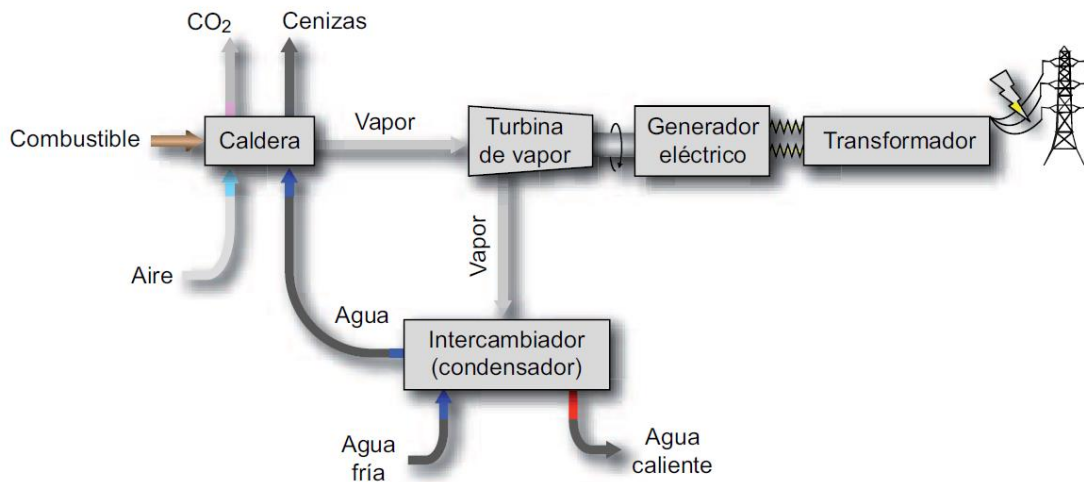 CO₂
Cenizas
Combustible
Caldera
Vapor
Turbina
de vapor
Generador
eléctrico
Transformador
Aire
Vapor
Agua
Intercambiador
(condensador)
Agua
fría
Agua
caliente